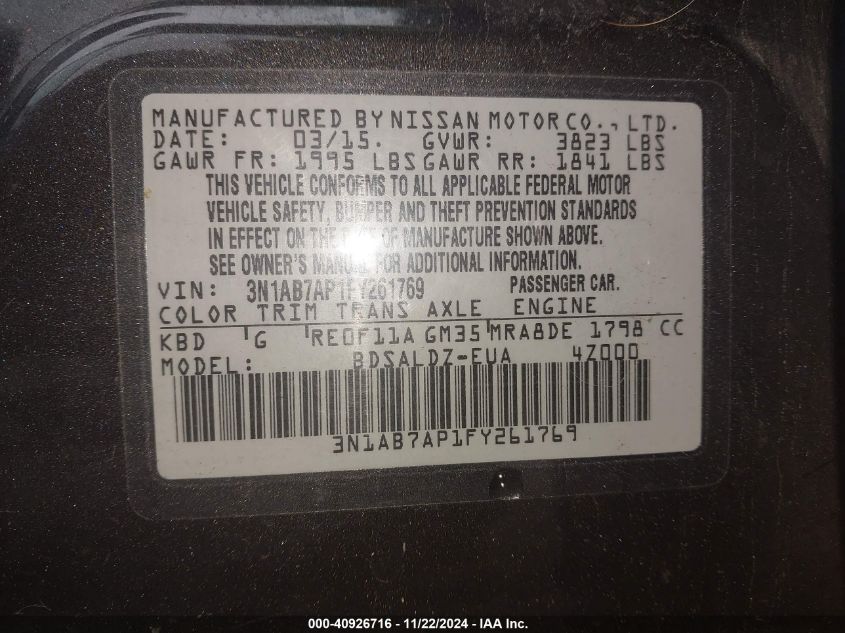 MANUFACTURED BY NISSAN MOTOR CO., LTD.
DATE: 03/15. GVWR: 3823 LBS
GAWR FR: 1995 LBS GAWR RR: 1841 LBS
THIS VEHICLE CONFORMS TO ALL APPLICABLE FEDERAL MOTOR
VEHICLE SAFETY, BUMPER AND THEFT PREVENTION STANDARDS
IN EFFECT ON THE DATE OF MANUFACTURE SHOWN ABOVE.
SEE OWNER'S MANUAL FOR ADDITIONAL INFORMATION.
VIN: 3N1AB7AP1FY261769 PASSENGER CAR.
COLOR TRIM TRANS AXLE ENGINE
KBD G RE0F11A GM35 MRA8DE 1798 CC
MODEL: BDSALDZ-EUA 4Z000
3N1AB7AP1FY261769
000-40926716 - 11/22/2024 - IAA Inc.